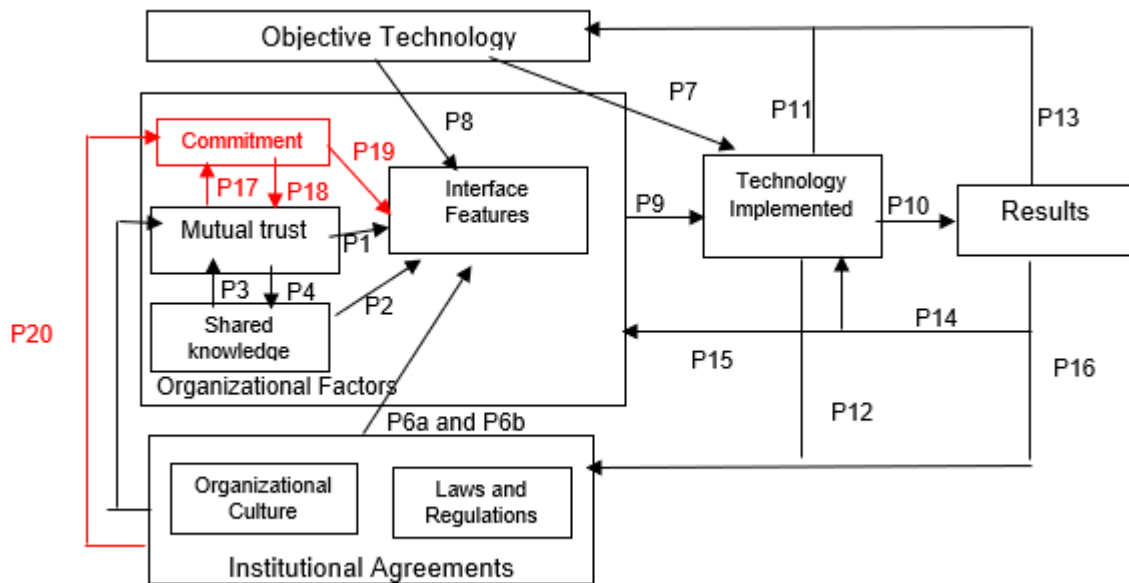 Objective Technology
P7
P11
P13
P8
Commitment
P19
P17
P18
Interface
Features
Technology
Implemented
P9
P10
Results
Mutual trust
P1
P3
P4
P2
Shared
knowledge
P20
Organizational Factors
P14
P15
P16
P12
P6a and P6b
Organizational
Culture
Laws and
Regulations
Institutional Agreements